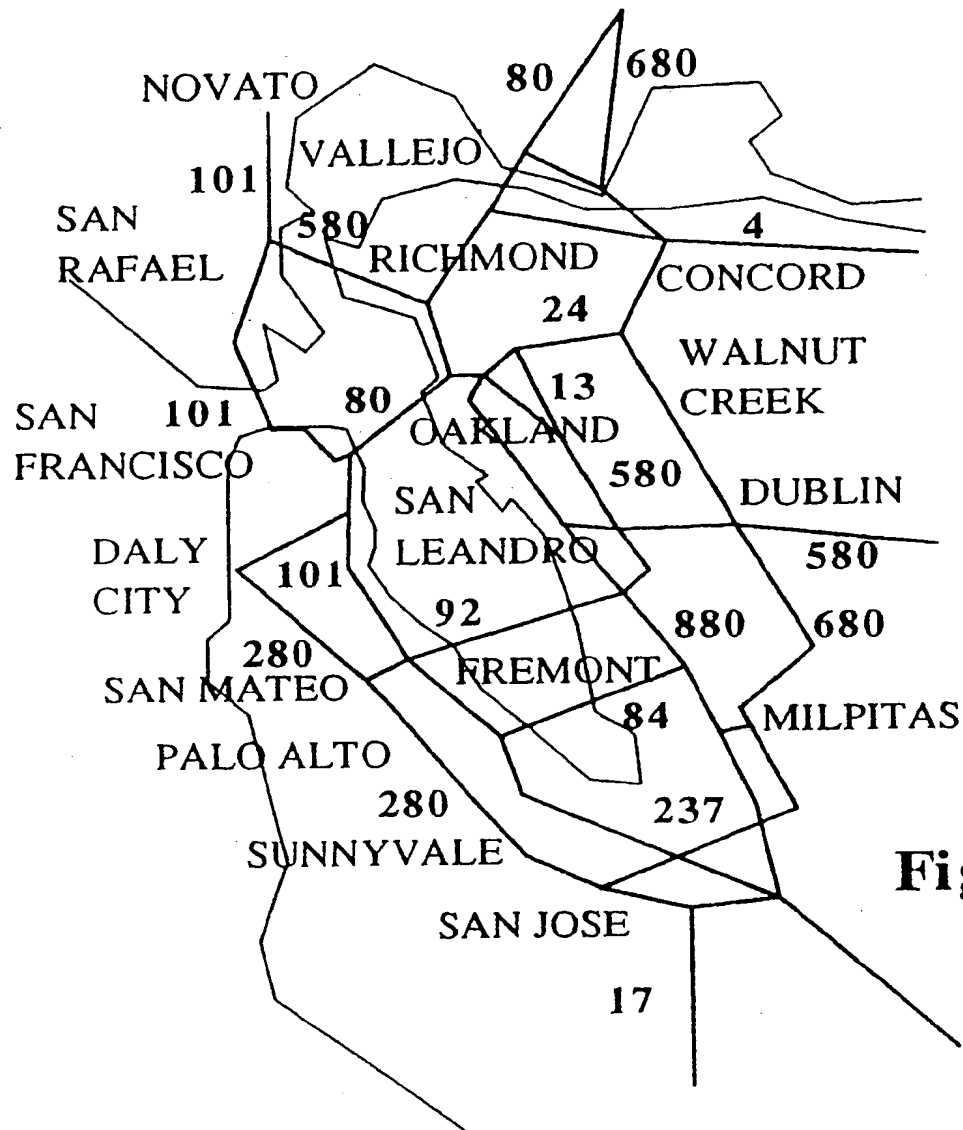 80
680
NOVATO
VALLEJO
101
SAN
RAFAEL
580
RICHMOND
4
CONCORD
24
WALNUT
CREEK
13
80
101
SAN
FRANCISCO
OAKLAND
580
DUBLIN
SAN
LEANDRO
580
DALY
CITY
101
92
880
680
280
FREMONT
SAN MATEO
84
MILPITAS
PALO ALTO
280
237
SUNNYVALE
SAN JOSE
17